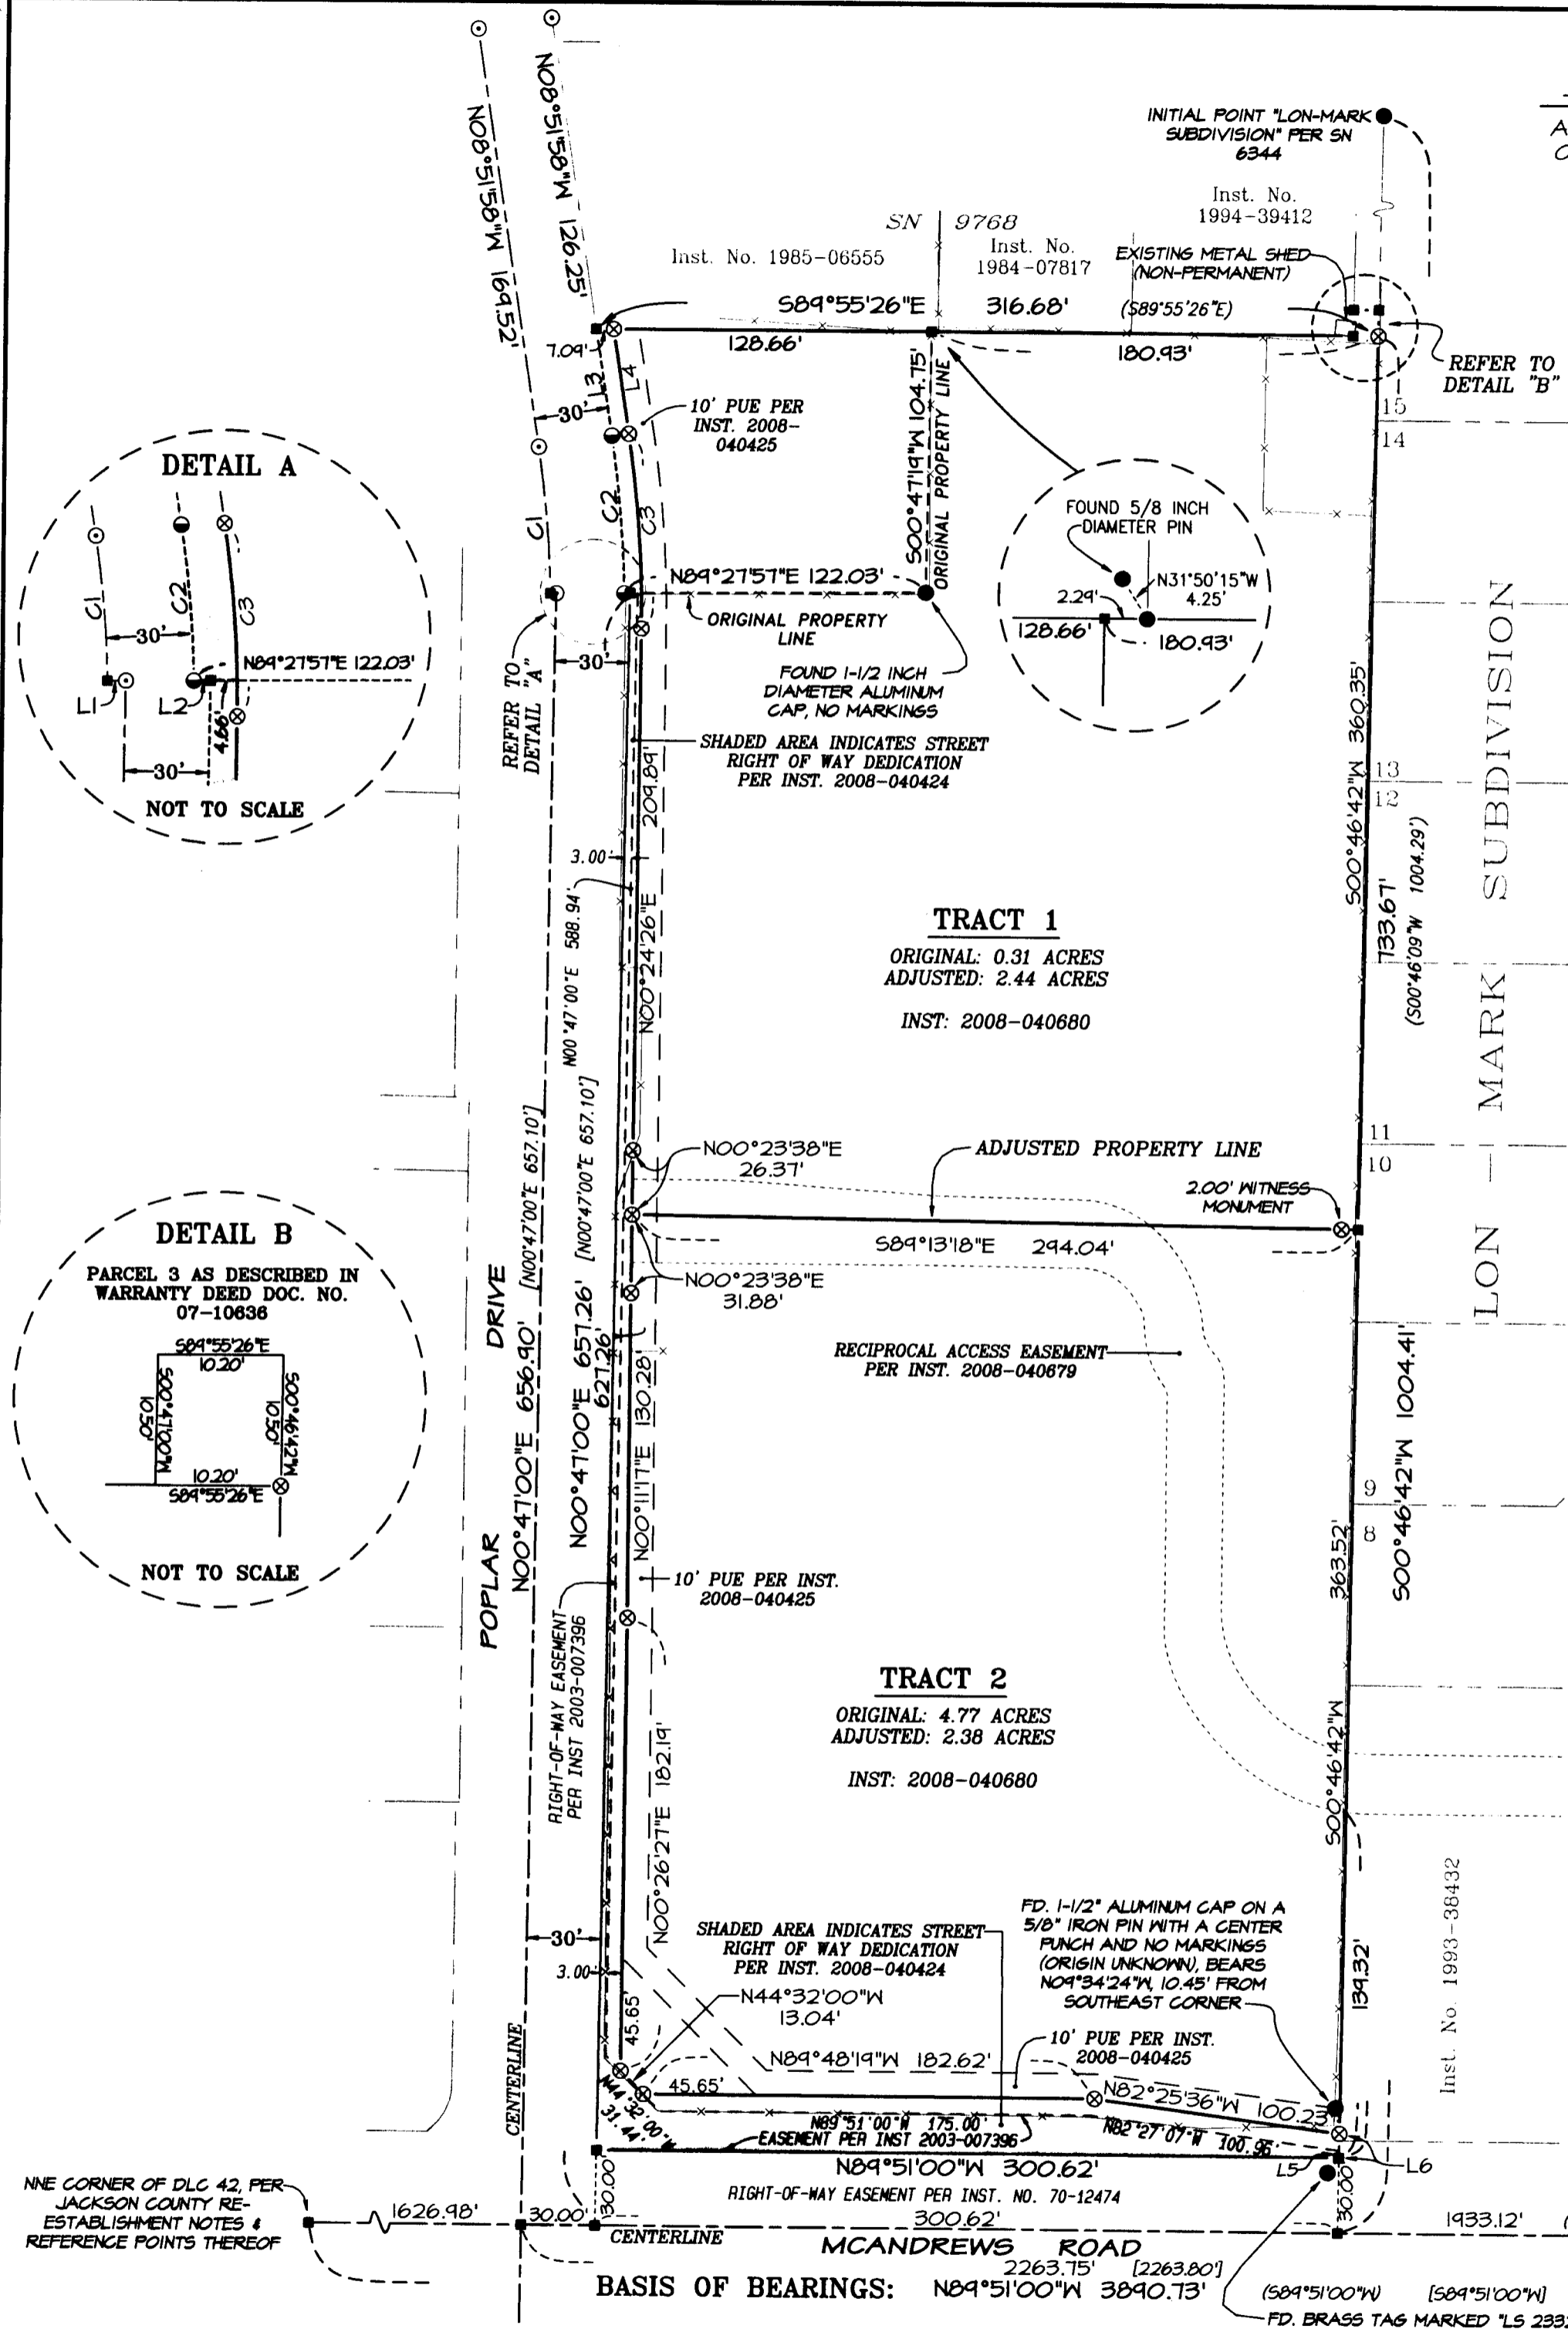 N08°51'58"W 169.52'
N08°51'58"W 126.25'
INITIAL POINT "LON-MARK
SUBDIVISION" PER SN
6344
Inst. No.
1994-39412
SN 9768
Inst. No. 1985-06555
Inst. No.
1984-07817
EXISTING METAL SHED
(NON-PERMANENT)
S89°55'26"E 316.68'
(S89°55'26"E)
7.09'
128.66'
180.93'
REFER TO
DETAIL "B"
L3
L4
30'
10' PUE PER
INST. 2008-
040425
S00°47'19"W 104.75'
ORIGINAL PROPERTY LINE
15
14
C1
C2
C3
DETAIL A
C1
C2
C3
30'
N89°27'57"E 122.03'
L1
L2
4.66'
30'
NOT TO SCALE
FOUND 5/8 INCH
DIAMETER PIN
N31°50'15"W
4.25'
2.29'
128.66'
180.93'
N89°27'57"E 122.03'
ORIGINAL PROPERTY
LINE
30'
REFER TO
DETAIL "A"
FOUND 1-1/2 INCH
DIAMETER ALUMINUM
CAP, NO MARKINGS
SHADED AREA INDICATES STREET
RIGHT OF WAY DEDICATION
PER INST. 2008-040424
209.89'
3.00'
N00°24'26"E
N00°47'00"E 588.94'
S00°46'42"W 360.35'
13
12
733.67'
(S00°46'09"W 1004.29')
LON - MARK SUBDIVISION
TRACT 1
ORIGINAL: 0.31 ACRES
ADJUSTED: 2.44 ACRES
INST: 2008-040680
11
10
N00°23'38"E
26.37'
ADJUSTED PROPERTY LINE
2.00' WITNESS
MONUMENT
S89°13'18"E 294.04'
N00°23'38"E
31.88'
DETAIL B
PARCEL 3 AS DESCRIBED IN
WARRANTY DEED DOC. NO.
07-10636
S89°55'26"E
10.20'
S00°47'00"W
10.50'
S00°46'42"W
10.50'
10.20'
S89°55'26"E
NOT TO SCALE
POPLAR DRIVE
N00°47'00"E 656.90' [N00°47'00"E 657.10']
N00°47'00"E 657.26' [N00°47'00"E 657.10']
627.26'
N00°11'17"E 130.28'
RECIPROCAL ACCESS EASEMENT
PER INST. 2008-040679
9
8
363.52'
S00°46'42"W 1004.41'
10' PUE PER INST.
2008-040425
RIGHT-OF-WAY EASEMENT
PER INST 2003-007396
TRACT 2
ORIGINAL: 4.77 ACRES
ADJUSTED: 2.38 ACRES
INST: 2008-040680
N00°26'27"E 182.19'
S00°46'42"W
Inst. No. 1993-38432
139.32'
30'
3.00'
SHADED AREA INDICATES STREET
RIGHT OF WAY DEDICATION
PER INST. 2008-040424
FD. 1-1/2" ALUMINUM CAP ON A
5/8" IRON PIN WITH A CENTER
PUNCH AND NO MARKINGS
(ORIGIN UNKNOWN), BEARS
N09°34'24"W, 10.45' FROM
SOUTHEAST CORNER
N44°32'00"W
13.04'
45.65'
10' PUE PER INST.
2008-040425
N89°48'19"W 182.62'
CENTERLINE
45.65'
N82°25'36"W 100.23'
N44°32'00"W
31.44'
N89°51'00"W 175.00'
N82°27'07"W 100.96'
EASEMENT PER INST 2003-007396
N89°51'00"W 300.62'
L5
L6
RIGHT-OF-WAY EASEMENT PER INST. NO. 70-12474
NNE CORNER OF DLC 42, PER
JACKSON COUNTY RE-
ESTABLISHMENT NOTES &
REFERENCE POINTS THEREOF
1626.98'
30.00'
30.00'
300.62'
30.00'
1933.12'
CENTERLINE
MCANDREWS ROAD
2263.75' [2263.80']
BASIS OF BEARINGS: N89°51'00"W 3890.73'
(S89°51'00"W) [S89°51'00"W]
FD. BRASS TAG MARKED "LS 233